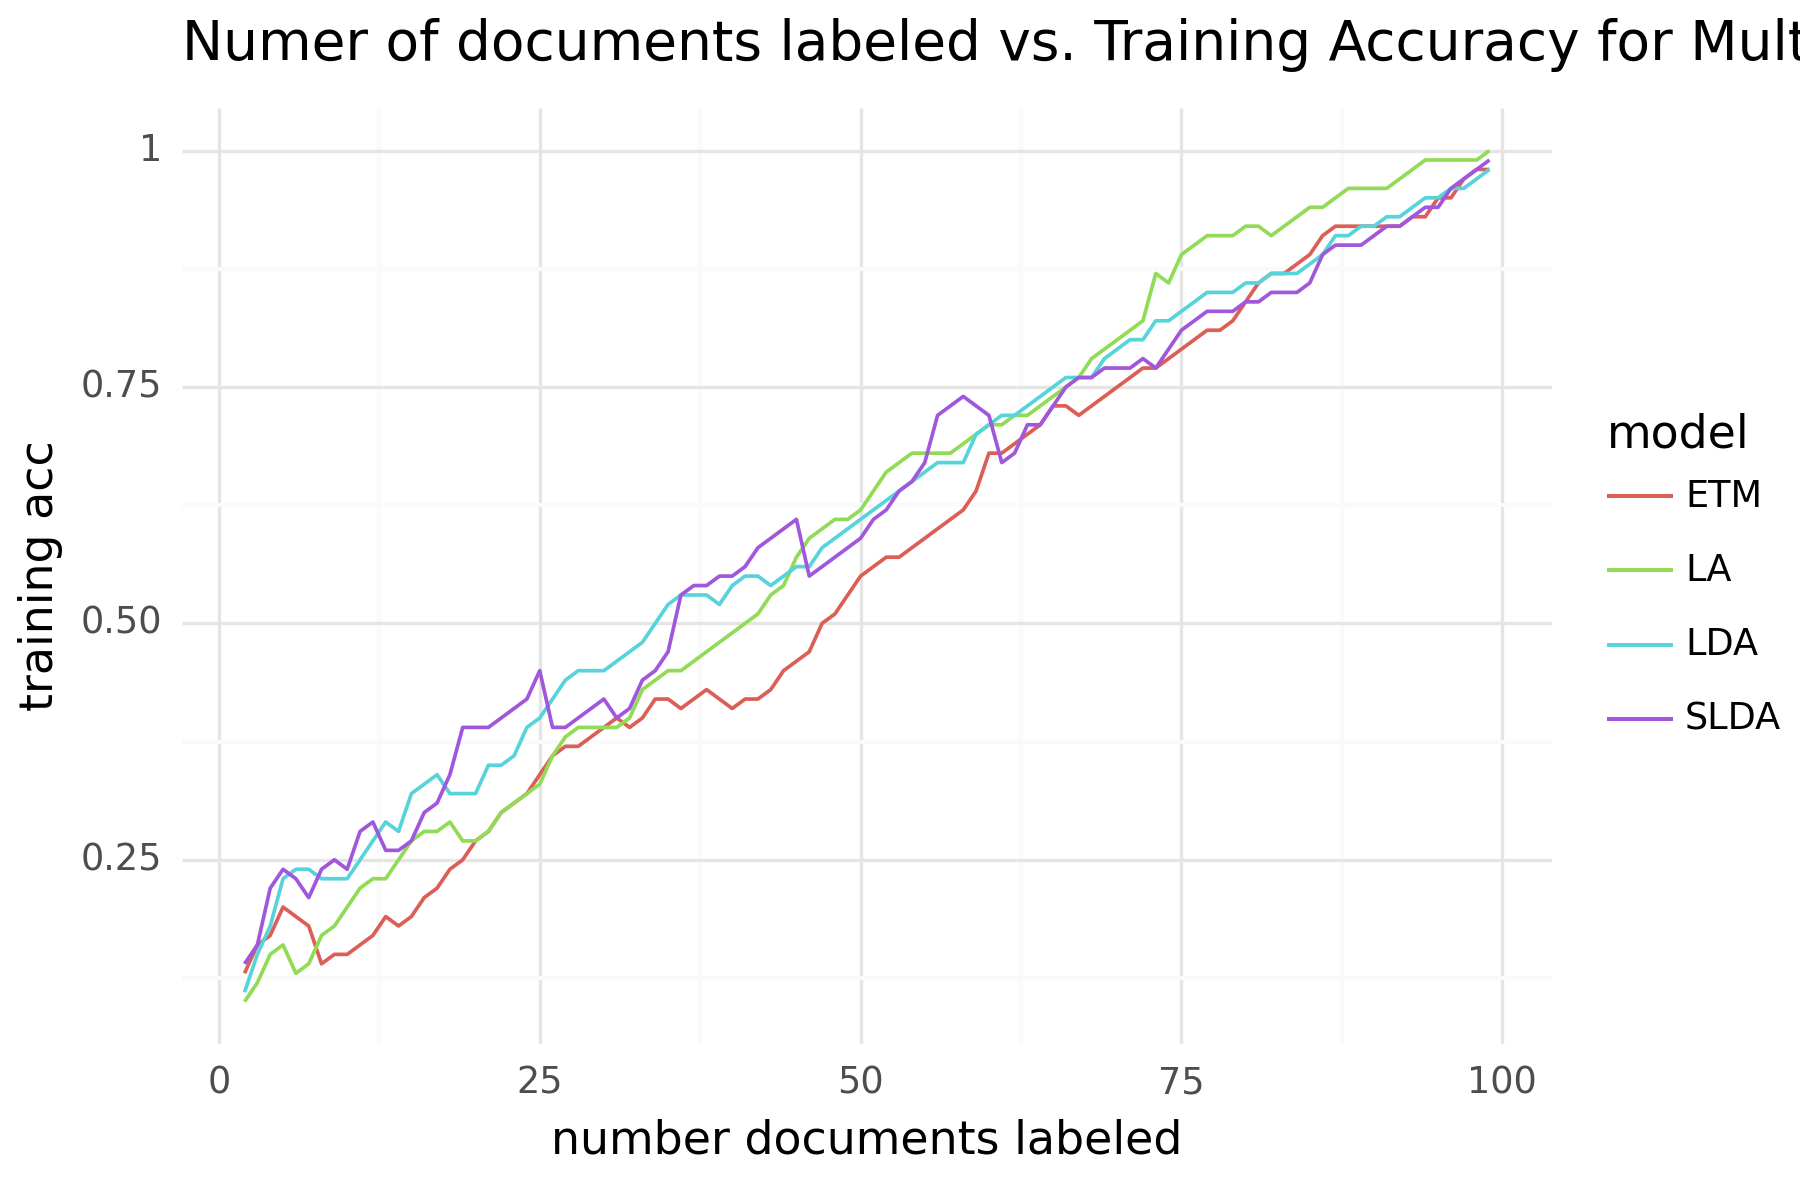 Numer of documents labeled vs. Training Accuracy for Mult
1
0.75
0.50
0.25
training acc
0
25
50
75
100
number documents labeled
model
ETM
LA
LDA
SLDA